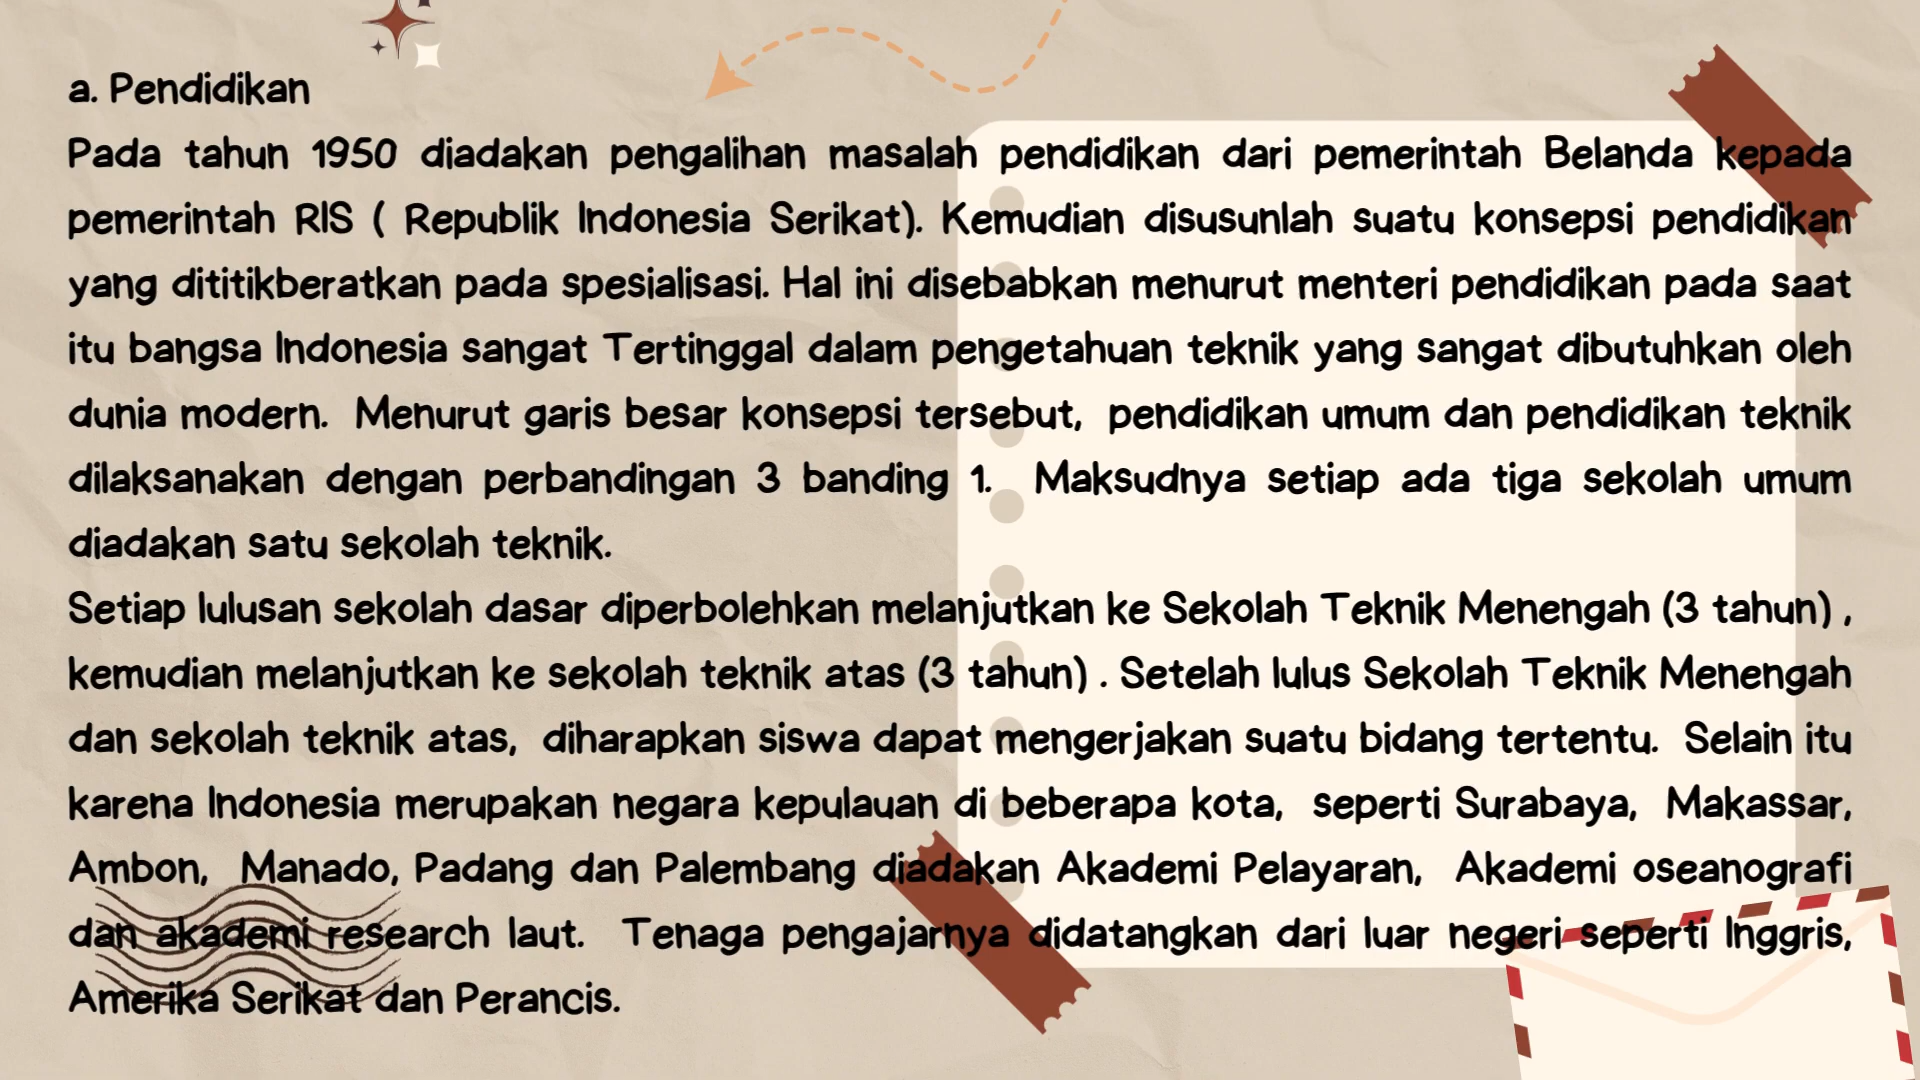 a. Pendidikan
Pada tahun 1950 diadakan pengalihan masalah pendidikan dari pemerintah Belanda kepada
pemerintah RIS ( Republik Indonesia Serikat). Kemudian disusunlah suatu konsepsi pendidikan
yang dititikberatkan pada spesialisasi. Hal ini disebabkan menurut menteri pendidikan pada saat
itu bangsa Indonesia sangat Tertinggal dalam pengetahuan teknik yang sangat dibutuhkan oleh
dunia modern. Menurut garis besar konsepsi tersebut, pendidikan umum dan pendidikan teknik
dilaksanakan dengan perbandingan 3 banding 1. Maksudnya setiap ada tiga sekolah umum
diadakan satu sekolah teknik.
Setiap lulusan sekolah dasar diperbolehkan melanjutkan ke Sekolah Teknik Menengah (3 tahun) ,
kemudian melanjutkan ke sekolah teknik atas (3 tahun) . Setelah lulus Sekolah Teknik Menengah
dan sekolah teknik atas, diharapkan siswa dapat mengerjakan suatu bidang tertentu. Selain itu
karena Indonesia merupakan negara kepulauan di beberapa kota, seperti Surabaya, Makassar,
Ambon, Manado, Padang dan Palembang diadakan Akademi Pelayaran, Akademi oseanografi
dan akademi research laut. Tenaga pengajarnya didatangkan dari luar negeri seperti Inggris,
Amerika Serikat dan Perancis.